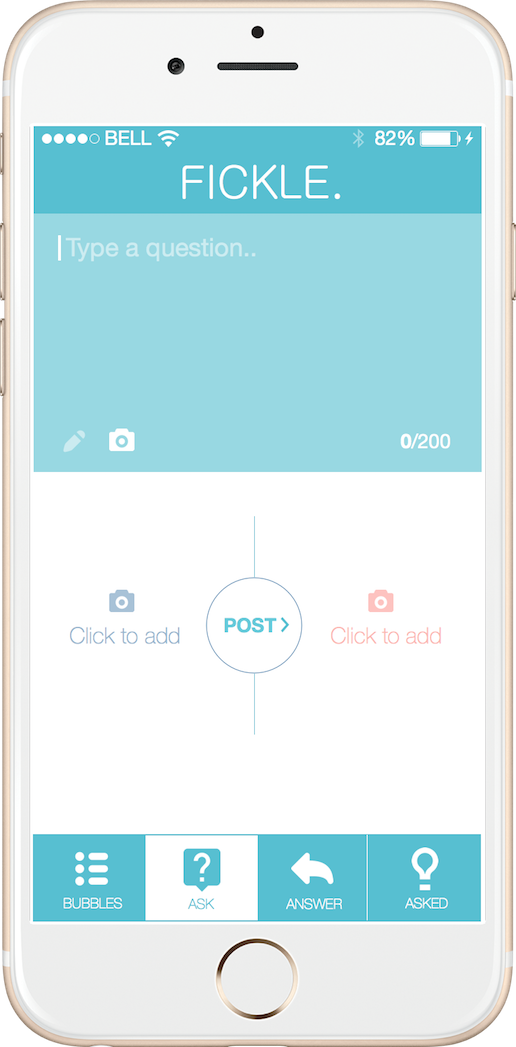 BELL 82%
FICKLE.
Type a question..
0/200
Click to add POST Click to add
BUBBLES ASK ANSWER ASKED